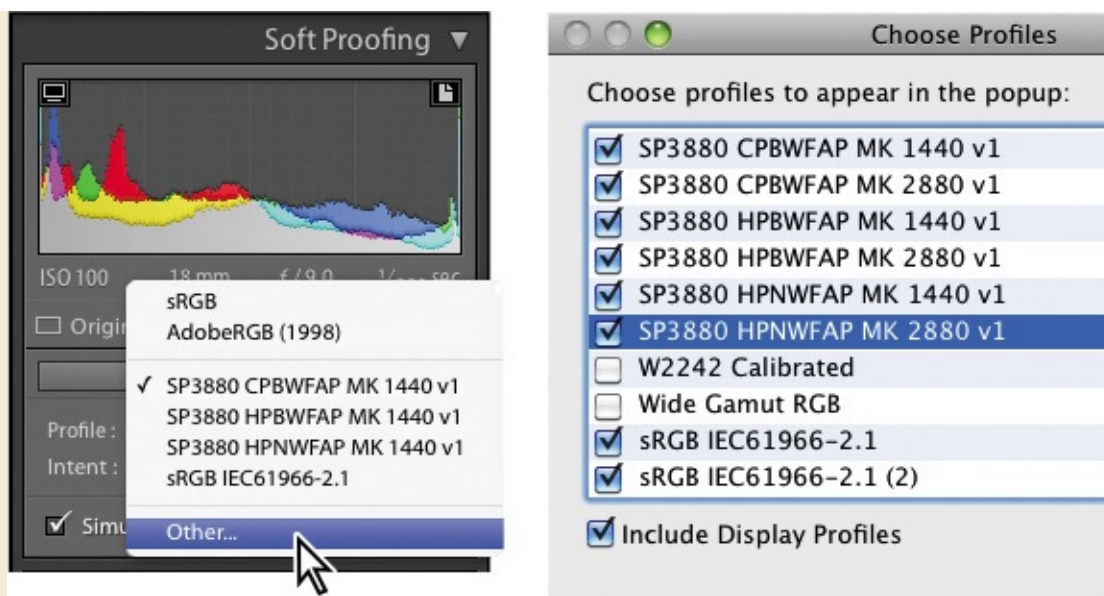 Soft Proofing
ISO 100 18 mm f / 9.0 sec
sRGB
AdobeRGB (1998)
SP3880 CPBWFAP MK 1440 v1
SP3880 HPBWFAP MK 1440 v1
SP3880 HPNWFAP MK 1440 v1
sRGB IEC61966-2.1
Other...
Profile :
Intent :
Choose Profiles
Choose profiles to appear in the popup:
SP3880 CPBWFAP MK 1440 v1
SP3880 CPBWFAP MK 2880 v1
SP3880 HPBWFAP MK 1440 v1
SP3880 HPBWFAP MK 2880 v1
SP3880 HPNWFAP MK 1440 v1
SP3880 HPNWFAP MK 2880 v1
W2242 Calibrated
Wide Gamut RGB
sRGB IEC61966-2.1
sRGB IEC61966-2.1 (2)
Include Display Profiles